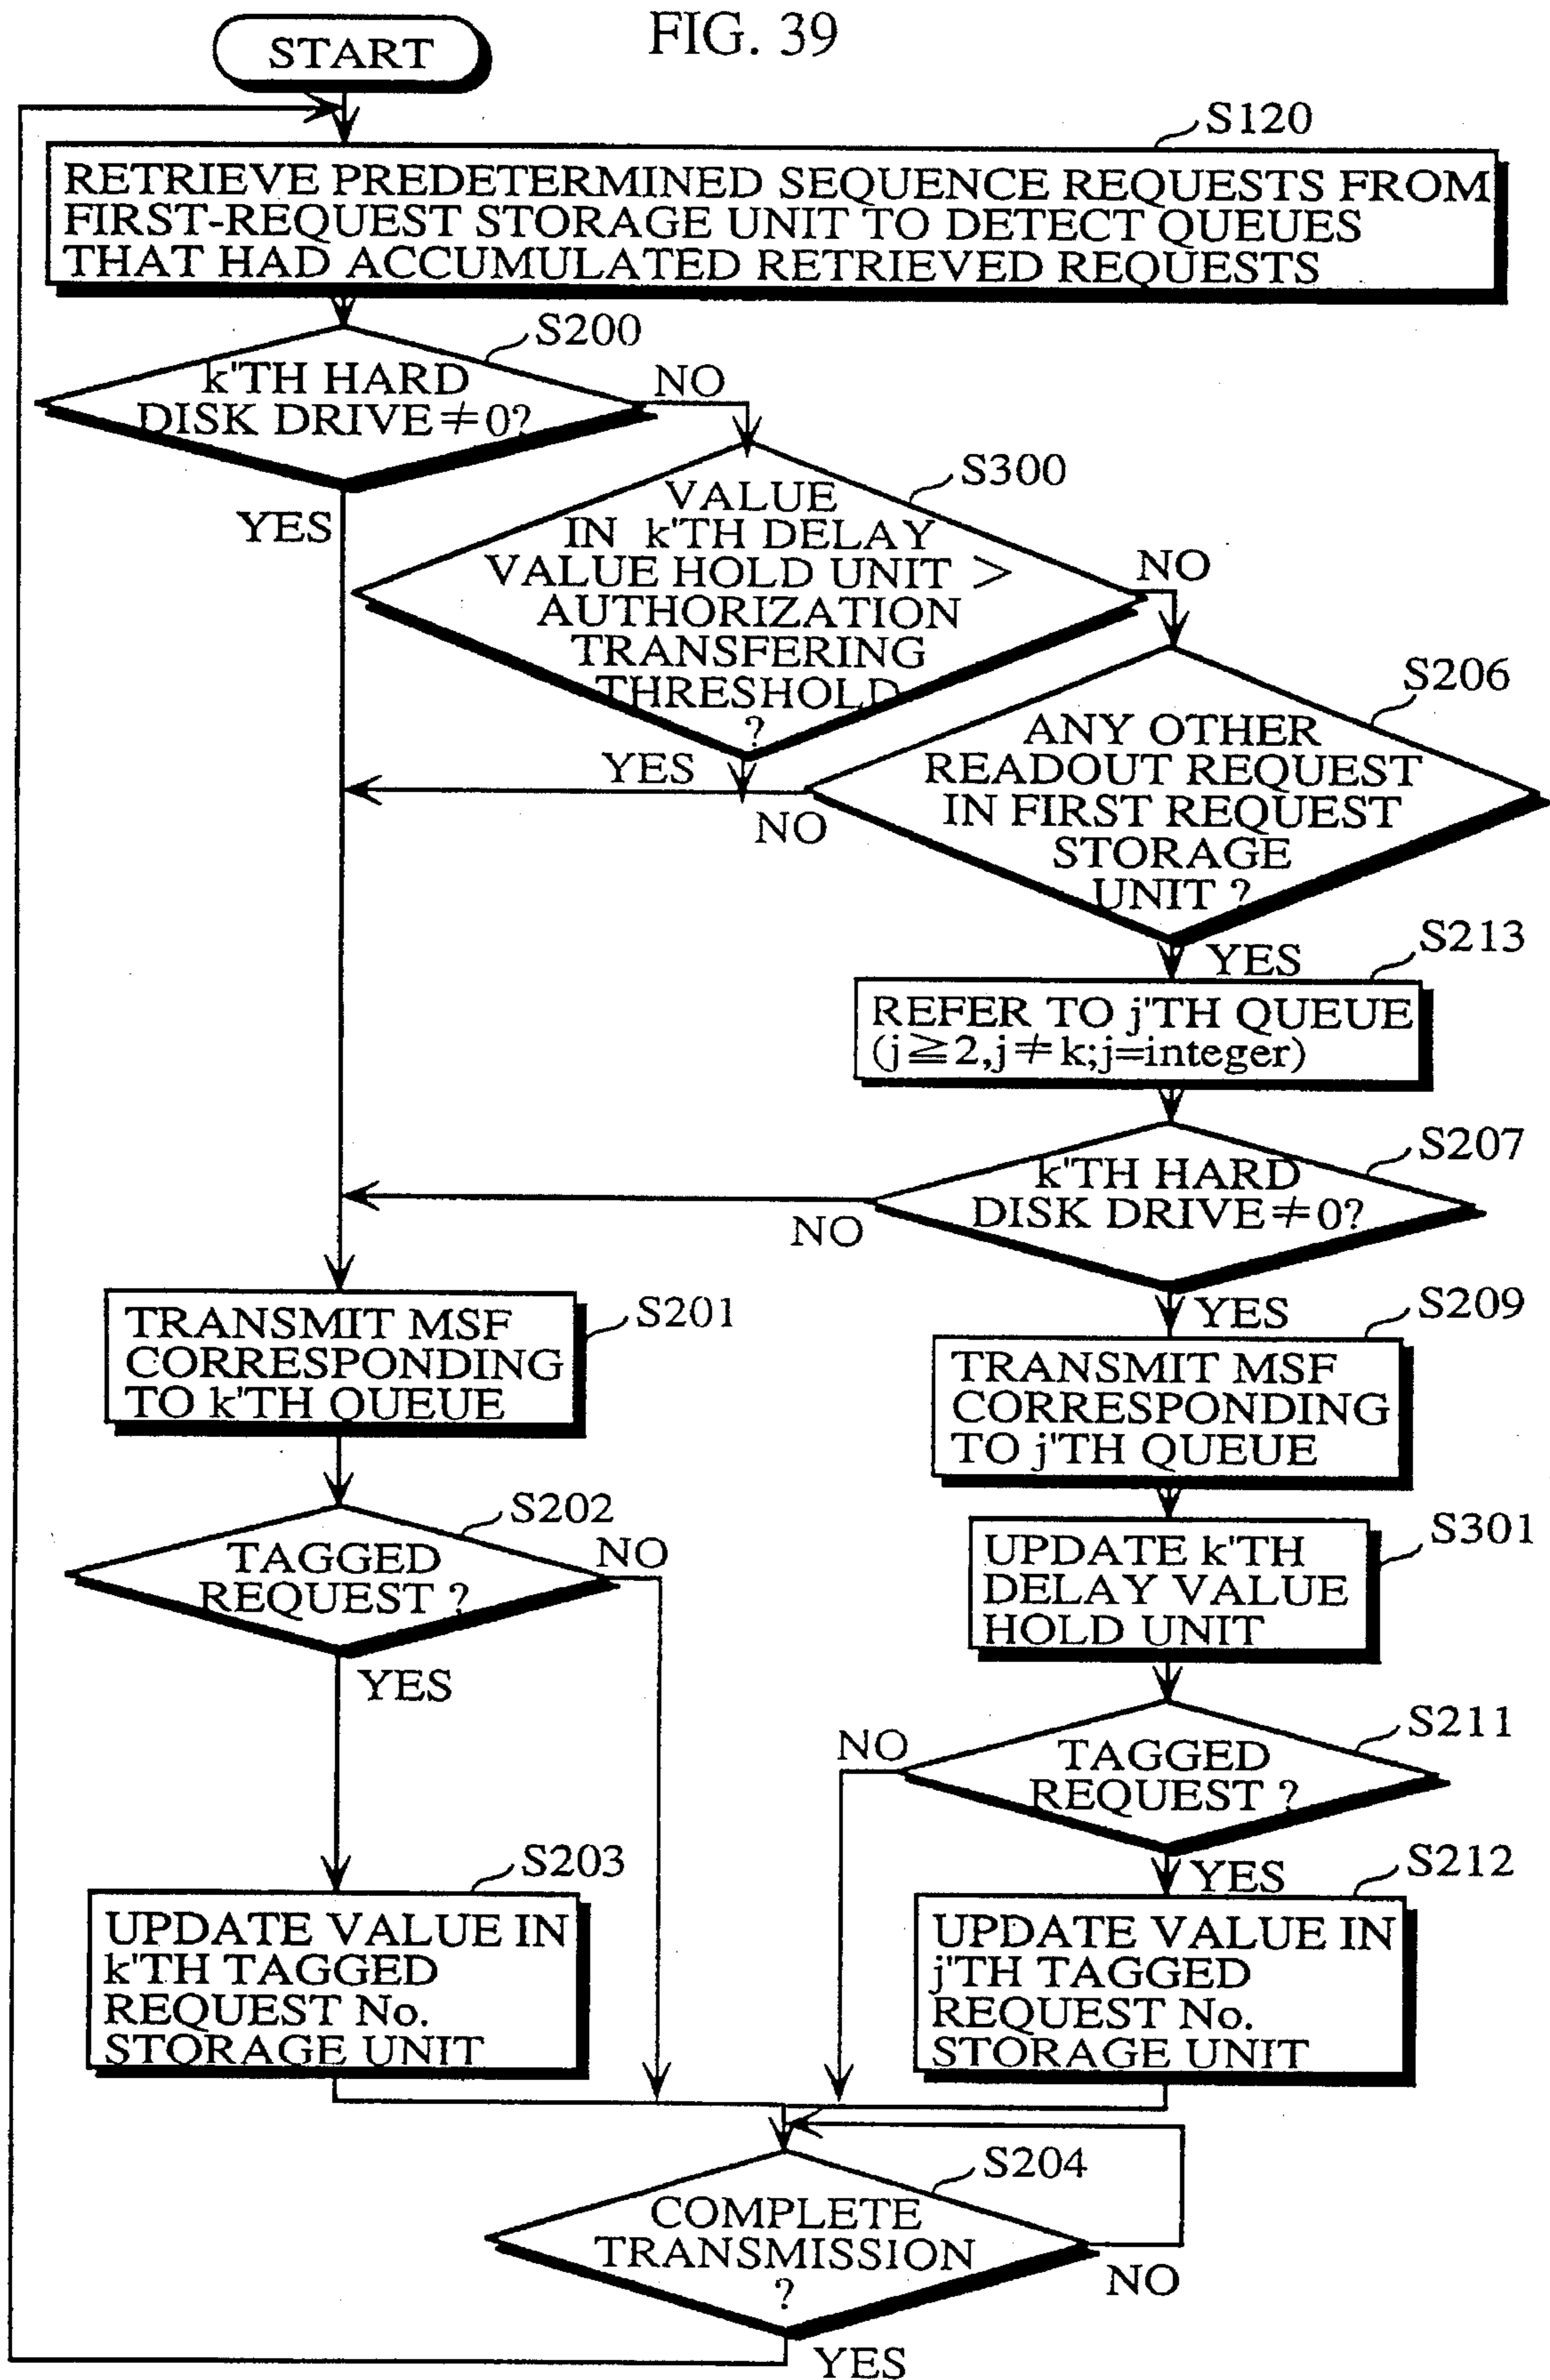 FIG. 39
START
S120
RETRIEVE PREDETERMINED SEQUENCE REQUESTS FROM
FIRST-REQUEST STORAGE UNIT TO DETECT QUEUES
THAT HAD ACCUMULATED RETRIEVED REQUESTS
S200
k'TH HARD
DISK DRIVE≠0?
NO
YES
S300
VALUE
IN k'TH DELAY
VALUE HOLD UNIT >
AUTHORIZATION
TRANSFERING
THRESHOLD
?
NO
YES
S206
ANY OTHER
READOUT REQUEST
IN FIRST REQUEST
STORAGE
UNIT ?
NO
YES
S213
REFER TO j'TH QUEUE
(j≧2,j≠k;j=integer)
S207
k'TH HARD
DISK DRIVE≠0?
NO
YES
S201
TRANSMIT MSF
CORRESPONDING
TO k'TH QUEUE
S209
TRANSMIT MSF
CORRESPONDING
TO j'TH QUEUE
S202
TAGGED
REQUEST ?
NO
YES
S301
UPDATE k'TH
DELAY VALUE
HOLD UNIT
S211
TAGGED
REQUEST ?
NO
YES
S203
UPDATE VALUE IN
k'TH TAGGED
REQUEST No.
STORAGE UNIT
S212
UPDATE VALUE IN
j'TH TAGGED
REQUEST No.
STORAGE UNIT
S204
COMPLETE
TRANSMISSION
?
NO
YES